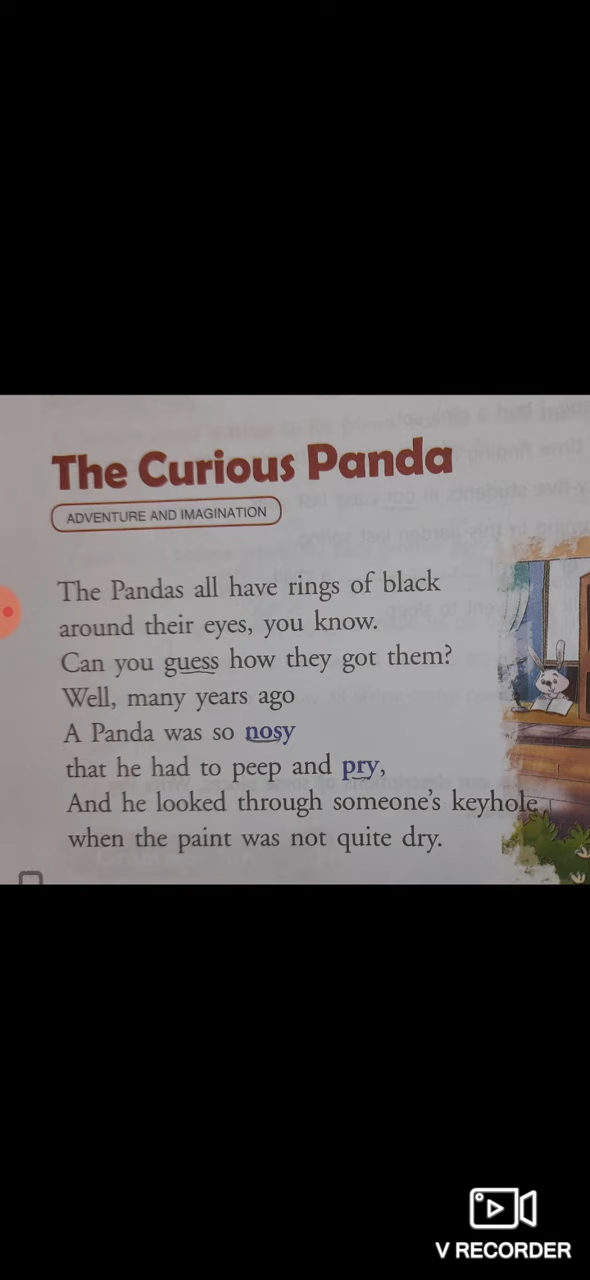 The Curious Panda
ADVENTURE AND IMAGINATION
The Pandas all have rings of black
around their eyes, you know.
Can you guess how they got them?
Well, many years ago
A Panda was so nosy
that he had to peep and pry,
And he looked through someone's keyhole
when the paint was not quite dry.
V RECORDER